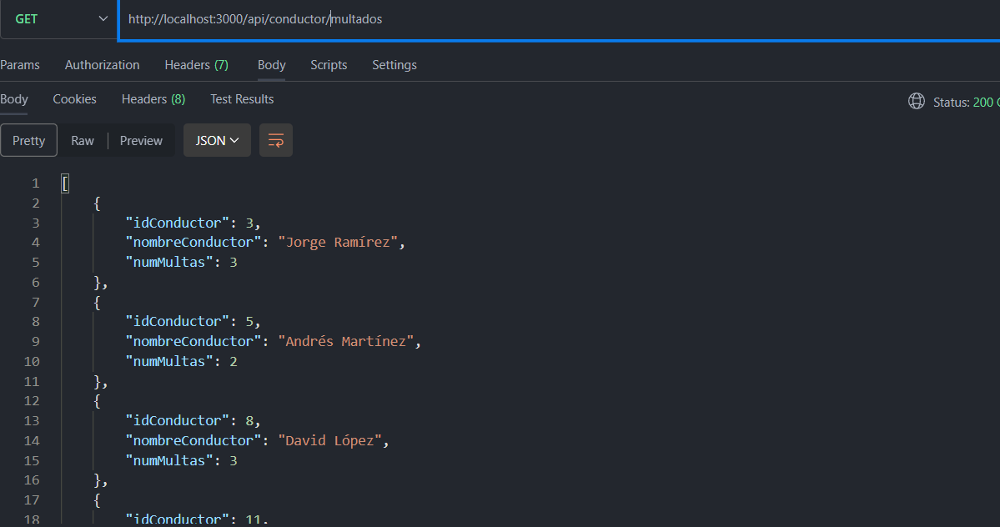 GET http://localhost:3000/api/conductor/multados
Params Authorization Headers (7) Body Scripts Settings
Body Cookies Headers (8) Test Results Status: 200
Pretty Raw Preview JSON
1 [
2 {
3 "idConductor": 3,
4 "nombreConductor": "Jorge Ramírez",
5 "numMultas": 3
6 },
7 {
8 "idConductor": 5,
9 "nombreConductor": "Andrés Martínez",
10 "numMultas": 2
11 },
12 {
13 "idConductor": 8,
14 "nombreConductor": "David López",
15 "numMultas": 3
16 },
17 {
18 "idConductor": 11,